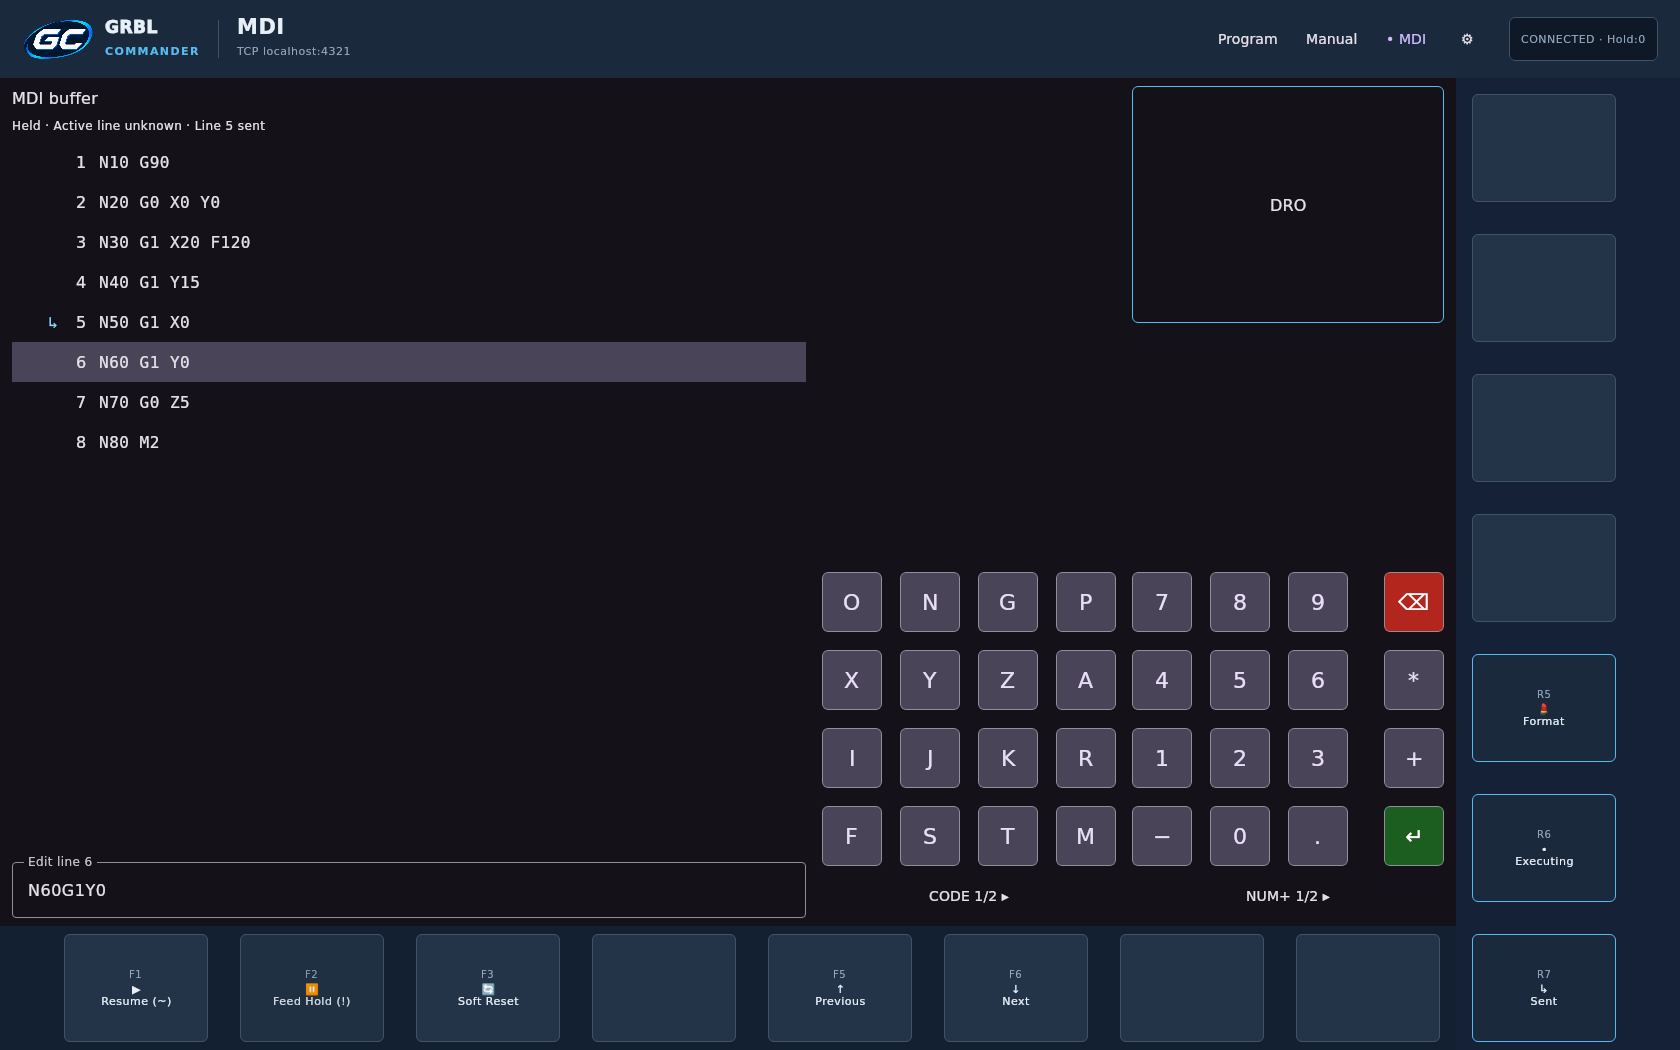 GC
GRBL
COMMANDER
MDI
TCP localhost:4321
Program
Manual
• MDI
⚙
CONNECTED · Hold:0
MDI buffer
Held · Active line unknown · Line 5 sent
1 N10 G90
2 N20 G0 X0 Y0
3 N30 G1 X20 F120
4 N40 G1 Y15
↳ 5 N50 G1 X0
6 N60 G1 Y0
7 N70 G0 Z5
8 N80 M2
DRO
O N G P 7 8 9 ⌫
X Y Z A 4 5 6 *
I J K R 1 2 3 +
F S T M − 0 . ↵
CODE 1/2 ▸
NUM+ 1/2 ▸
Edit line 6
N60G1Y0
R5
Format
R6
•
Executing
R7
↳
Sent
F1
▶
Resume (~)
F2
⏸
Feed Hold (!)
F3
🔄
Soft Reset
F5
↑
Previous
F6
↓
Next